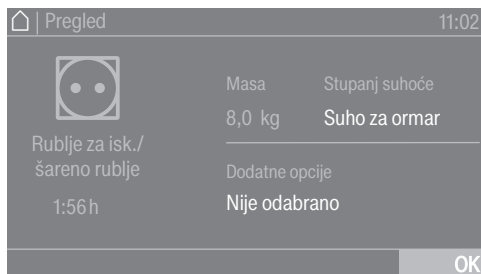 | Pregled 11:02
Masa Stupanj suhoće
8,0 kg Suho za ormar
Rublje za isk./
šareno rublje
1:56 h
Dodatne opcije
Nije odabrano
OK